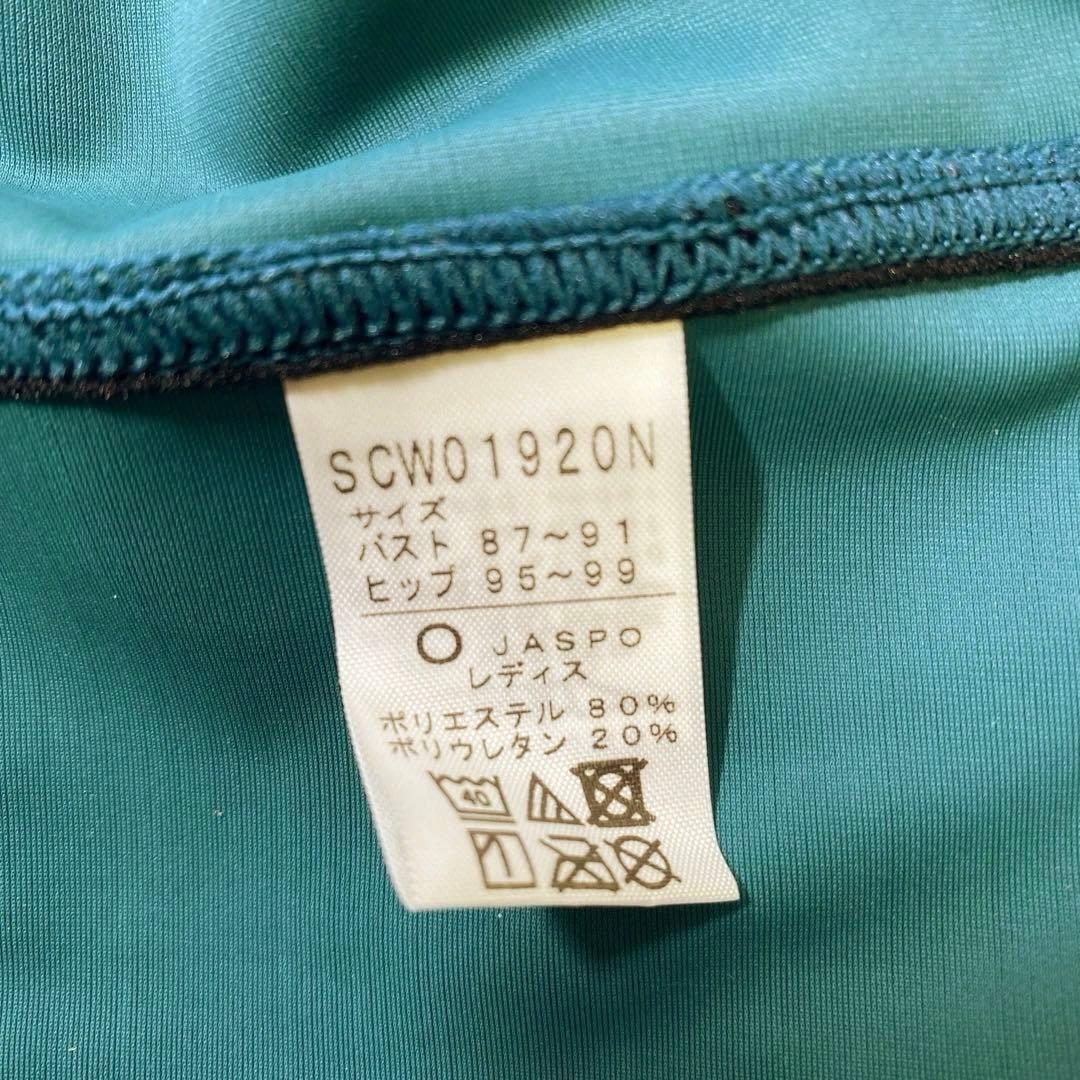 SCW01920N
サイズ
バスト 87～91
ヒップ 95～99
O JASPO
レディス
ポリエステル 80%
ポリウレタン 20%
40